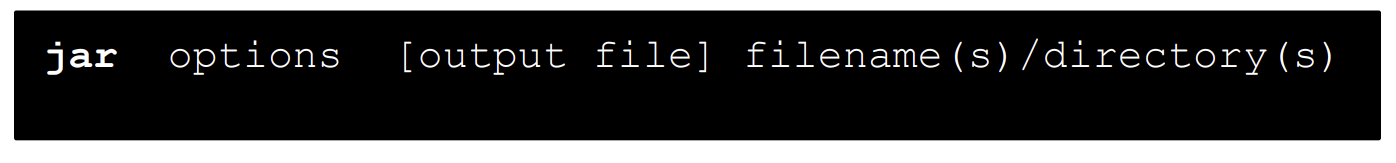 jar options [output file] filename(s)/directory(s)